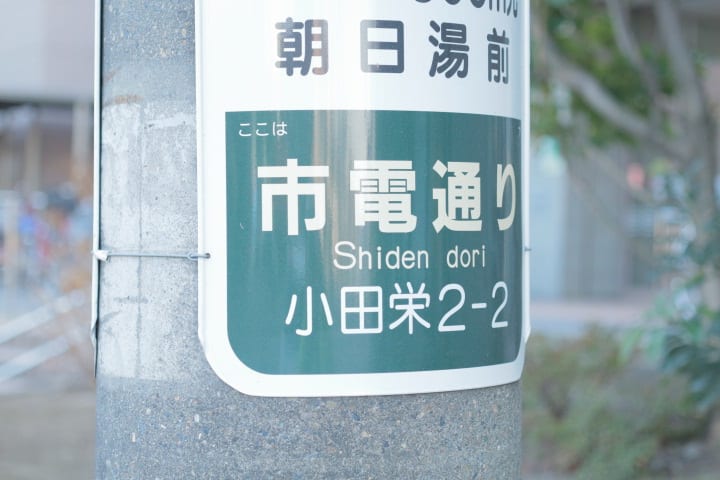 朝日湯前
ここは
市電通り
Shiden dori
小田栄2-2